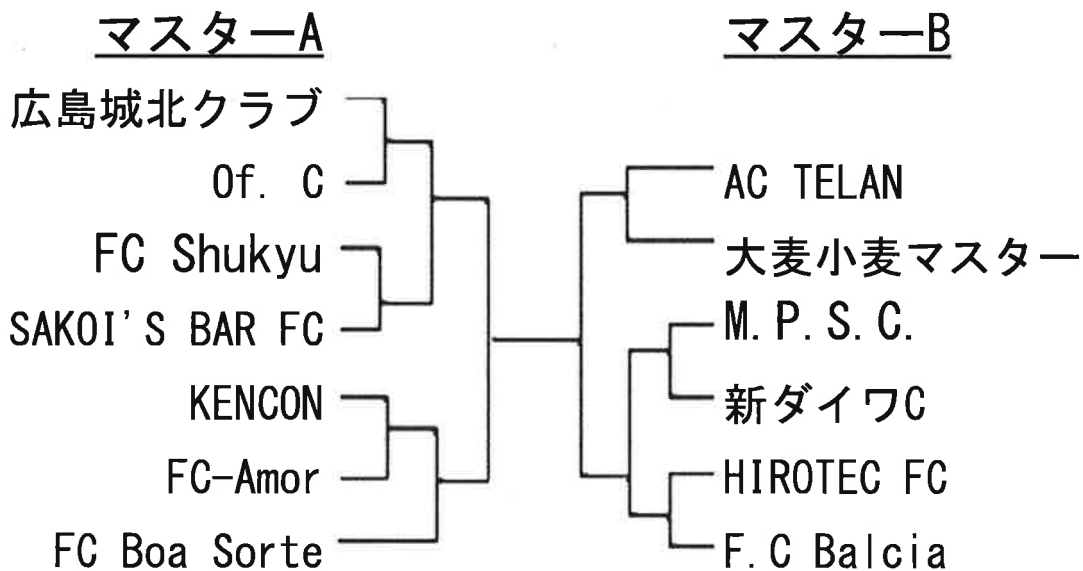 マスターA
広島城北クラブ
Of. C
FC Shukyu
SAKOI'S BAR FC
KENCON
FC-Amor
FC Boa Sorte
マスターB
AC TELAN
大麦小麦マスター
M.P.S.C.
新ダイワC
HIROTEC FC
F.C Balcia